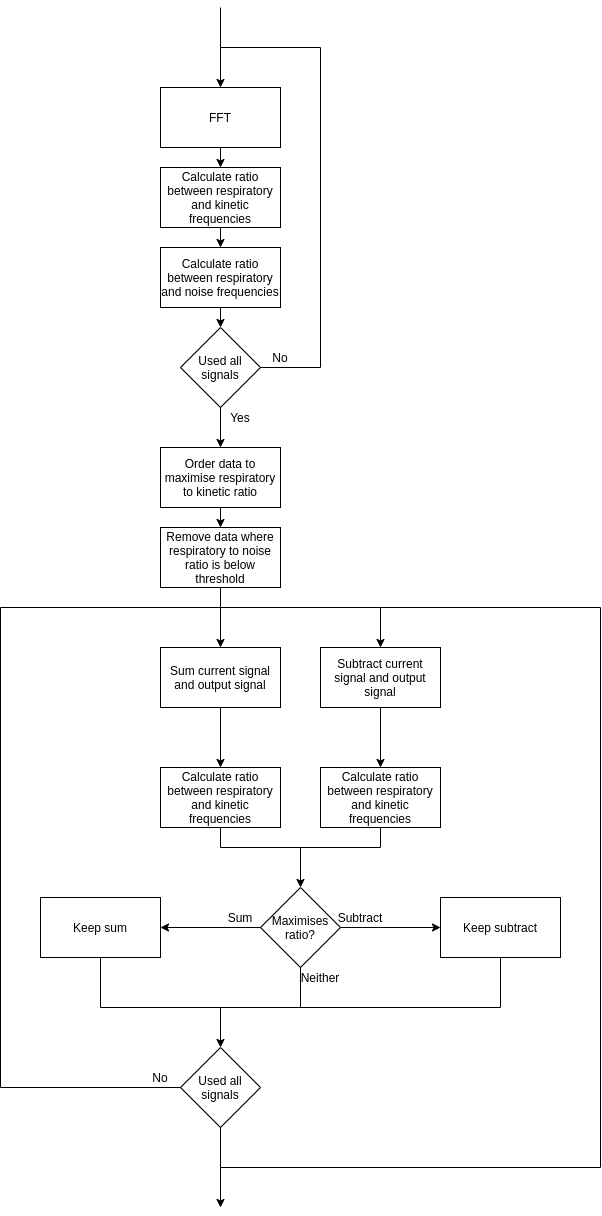 FFT
Calculate ratio
between respiratory
and kinetic
frequencies
Calculate ratio
between respiratory
and noise frequencies
Used all
signals
No
Yes
Order data to
maximise respiratory
to kinetic ratio
Remove data where
respiratory to noise
ratio is below
threshold
Sum current signal
and output signal
Subtract current
signal and output
signal
Calculate ratio
between respiratory
and kinetic
frequencies
Calculate ratio
between respiratory
and kinetic
frequencies
Maximises
ratio?
Sum
Subtract
Keep sum
Keep subtract
Neither
Used all
signals
No